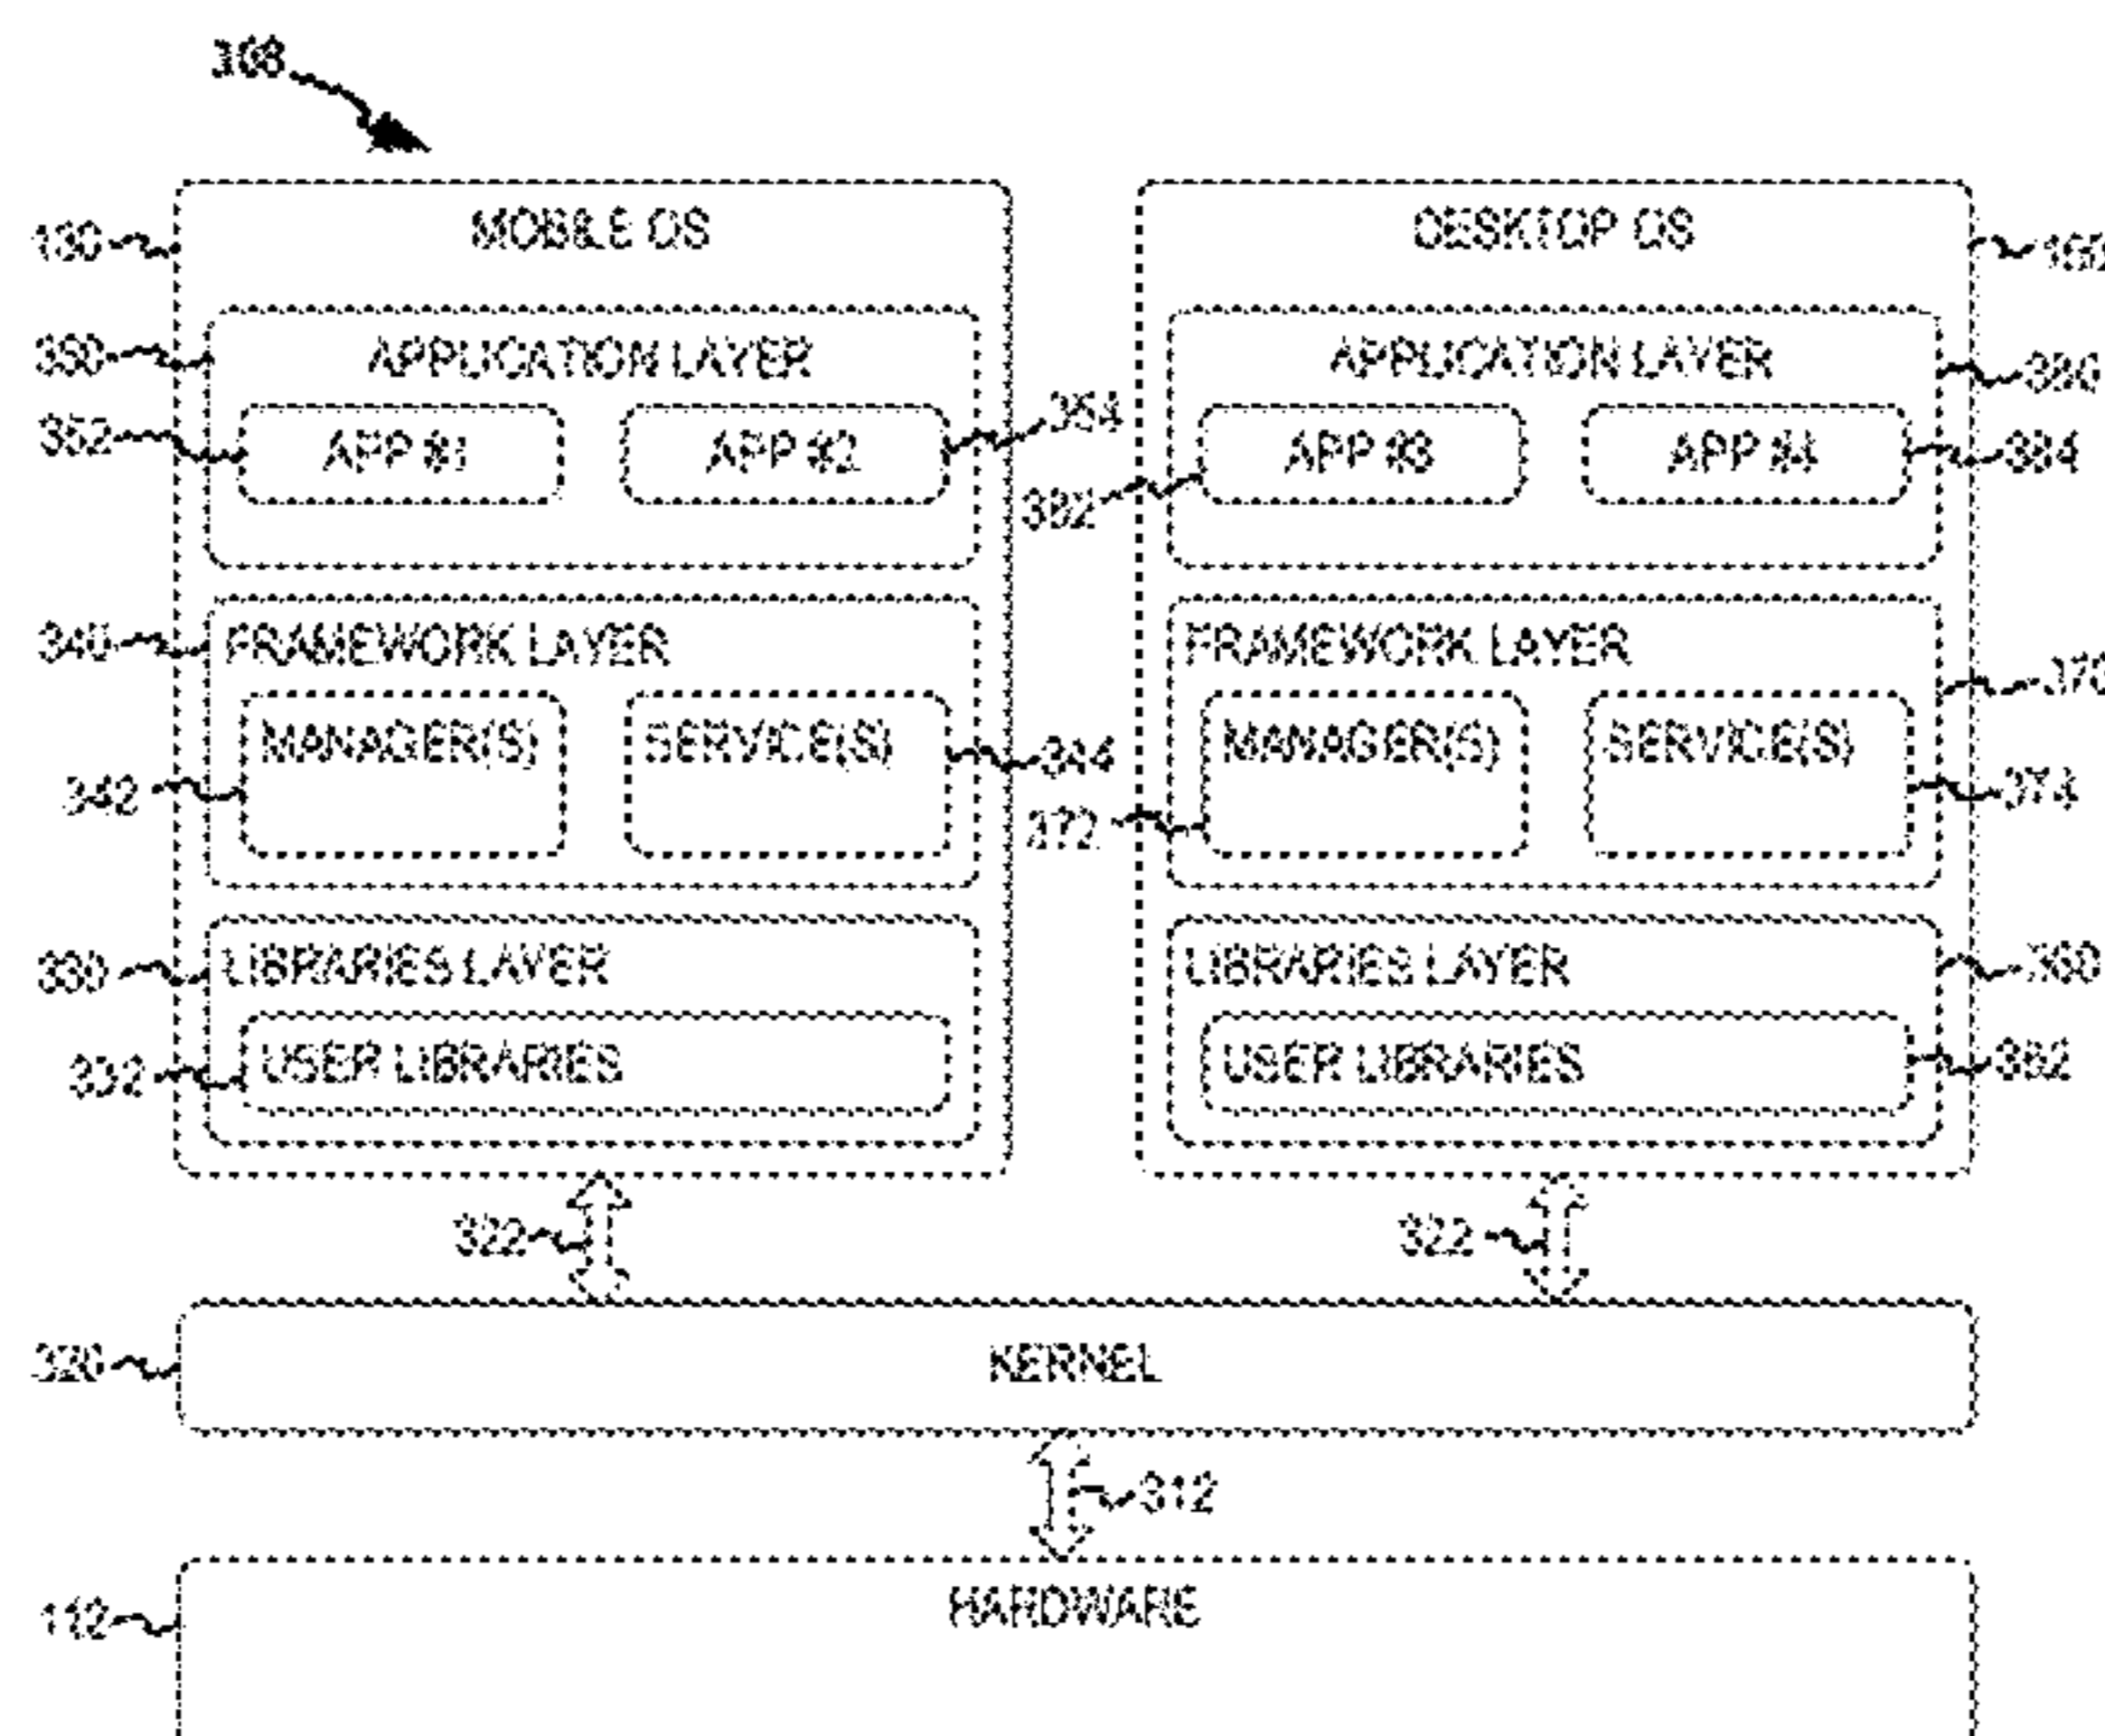 MOBILE OS
DESKTOP OS
130
350
APPLICATION LAYER
APPLICATION LAYER
380
352
APP #1
APP #2
354
382
APP #3
APP #4
384
340
FRAMEWORK LAYER
FRAMEWORK LAYER
342
MANAGER(S)
SERVICE(S)
344
372
MANAGER(S)
SERVICE(S)
374
330
LIBRARIES LAYER
LIBRARIES LAYER
360
332
USER LIBRARIES
USER LIBRARIES
362
322
322
320
KERNEL
312
112
HARDWARE